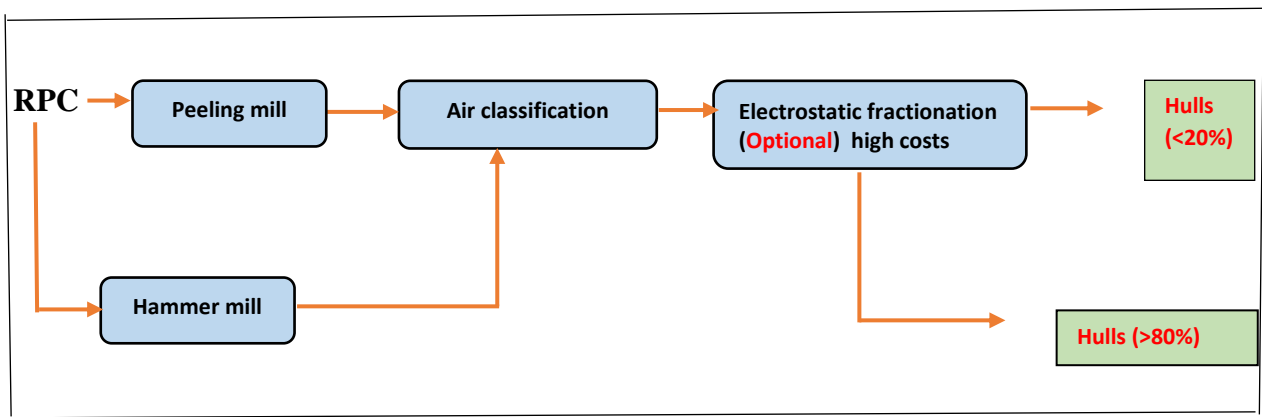 RPC
Peeling mill
Air classification
Electrostatic fractionation
(Optional) high costs
Hulls
(<20%)
Hammer mill
Hulls (>80%)